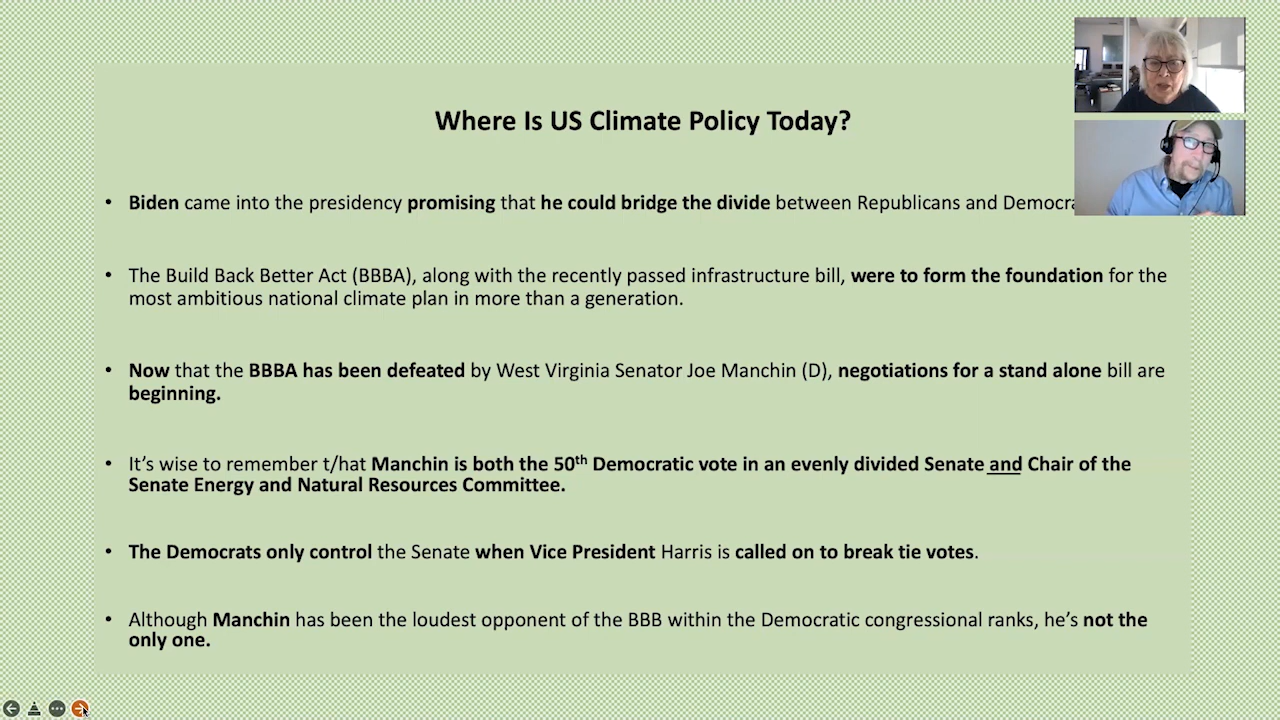 Where Is US Climate Policy Today?
• Biden came into the presidency promising that he could bridge the divide between Republicans and
• The Build Back Better Act (BBBA), along with the recently passed infrastructure bill, were to form the foundation for the
most ambitious national climate plan in more than a generation.
• Now that the BBBA has been defeated by West Virginia Senator Joe Manchin (D), negotiations for a stand alone bill are
beginning.
• It’s wise to remember t/hat Manchin is both the 50th Democratic vote in an evenly divided Senate and Chair of the
Senate Energy and Natural Resources Committee.
• The Democrats only control the Senate when Vice President Harris is called on to break tie votes.
• Although Manchin has been the loudest opponent of the BBB within the Democratic congressional ranks, he’s not the
only one.